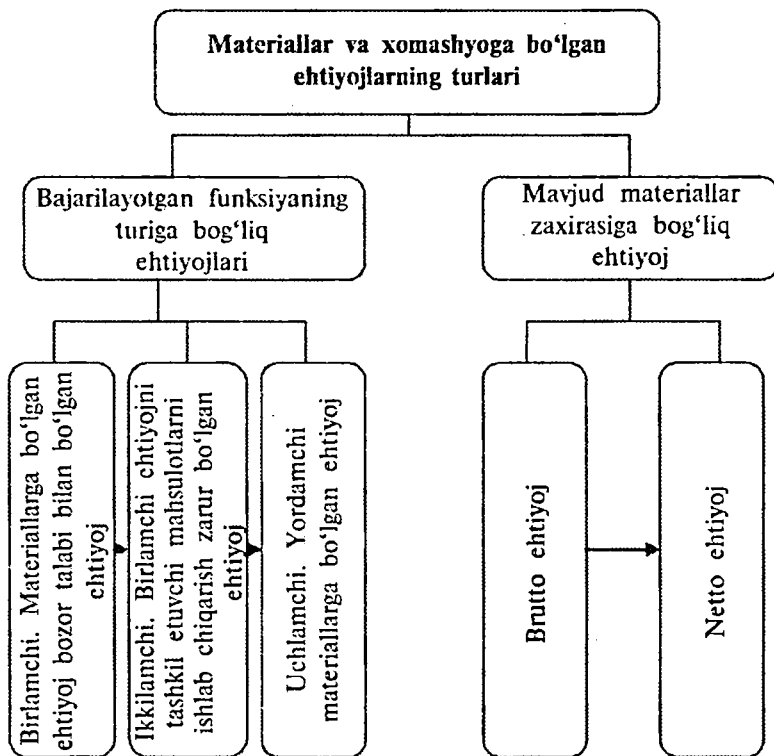 Materiallar va xomashyoga bo‘lgan
ehtiyojlarning turlari
Bajarilayotgan funksiyaning
turiga bog‘liq
ehtiyojlari
Mavjud materiallar
zaxirasiga bog‘liq
ehtiyoj
Birlamchi. Materiallarga bo‘lgan
ehtiyoj bozor talabi bilan bo‘lgan
ehtiyoj
Ikkilamchi. Birlamchi ehtiyojni
tashkil etuvchi mahsulotlarni
ishlab chiqarish zarur bo‘lgan
ehtiyoj
Uchlamchi. Yordamchi
materiallarga bo‘lgan ehtiyoj
Brutto ehtiyoj
Netto ehtiyoj